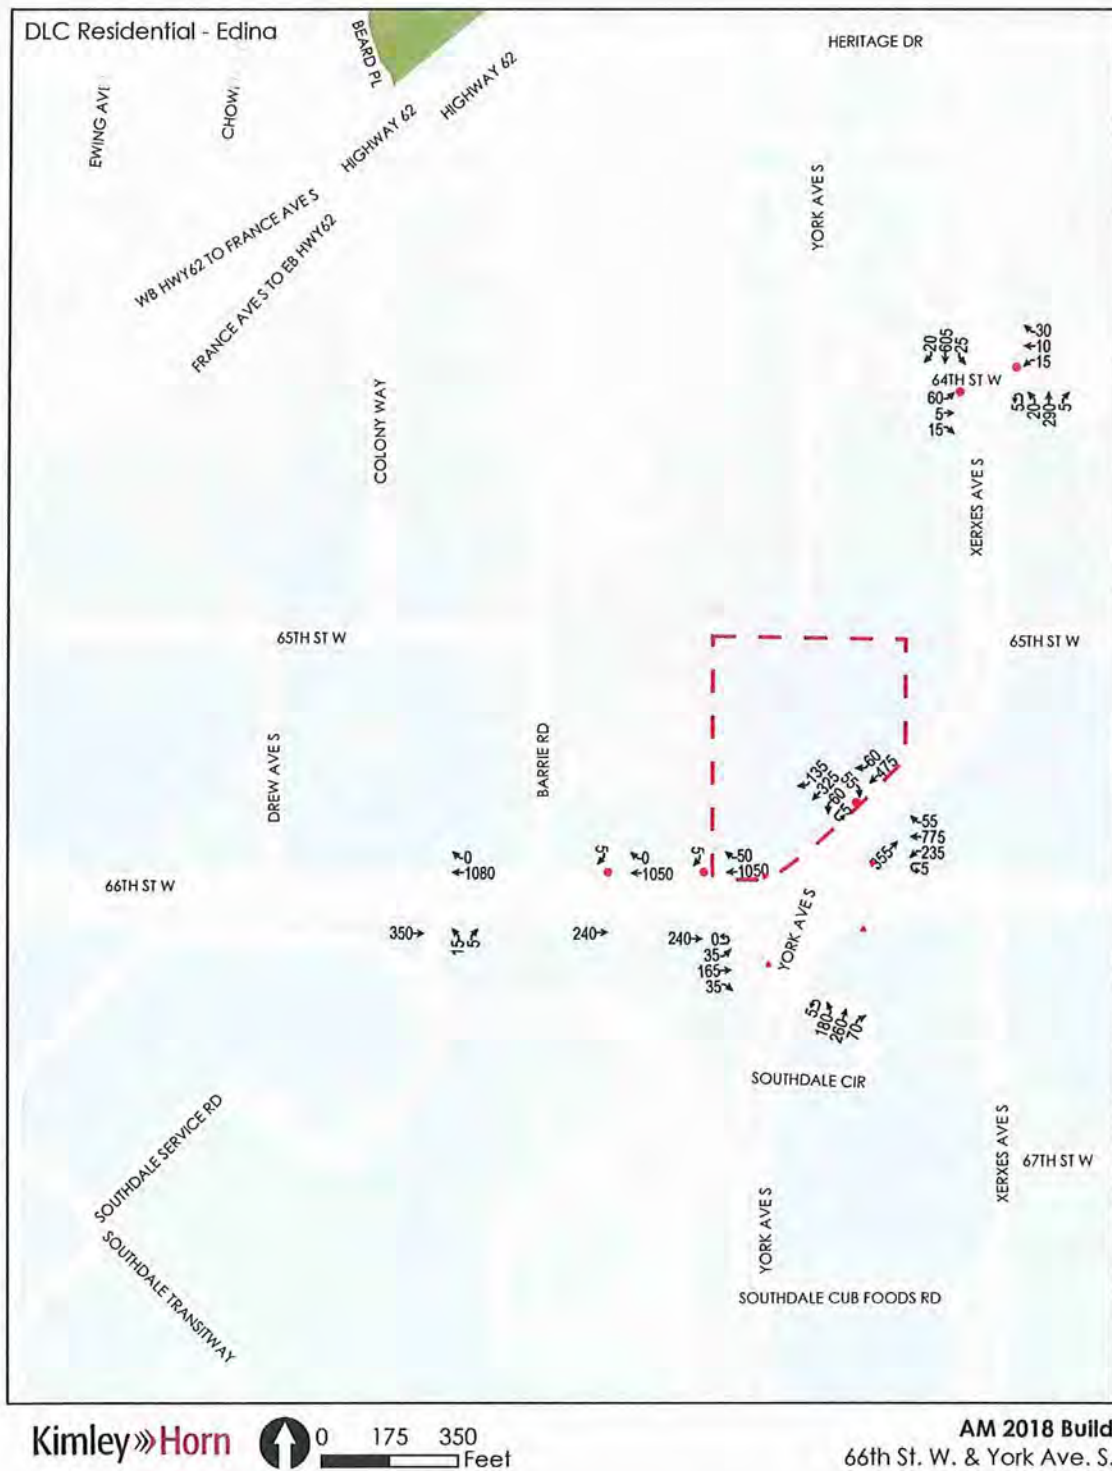 DLC Residential - Edina
BEARD PL
HERITAGE DR
EWING AVE
CHOW
HIGHWAY 62
HIGHWAY 62
YORK AVE S
WB HWY62 TO FRANCE AVE S
FRANCE AVE S TO EB HWY62
20
605
25
30
10
15
64TH ST W
60
5
15
5
20
290
5
COLONY WAY
XERXES AVE S
65TH ST W
65TH ST W
DREW AVE S
BARRIE RD
135
325
60
5
55
60
475
55
775
235
5
355
66TH ST W
0
1080
5
0
1050
5
50
1050
350
15
5
240
240
0
35
165
35
YORK AVE S
5
180
260
70
SOUTHDALE CIR
SOUTHDALE SERVICE RD
SOUTHDALE TRANSITWAY
XERXES AVE S
67TH ST W
YORK AVE S
SOUTHDALE CUB FOODS RD
Kimley»Horn
0 175 350
Feet
AM 2018 Build
66th St. W. & York Ave. S.